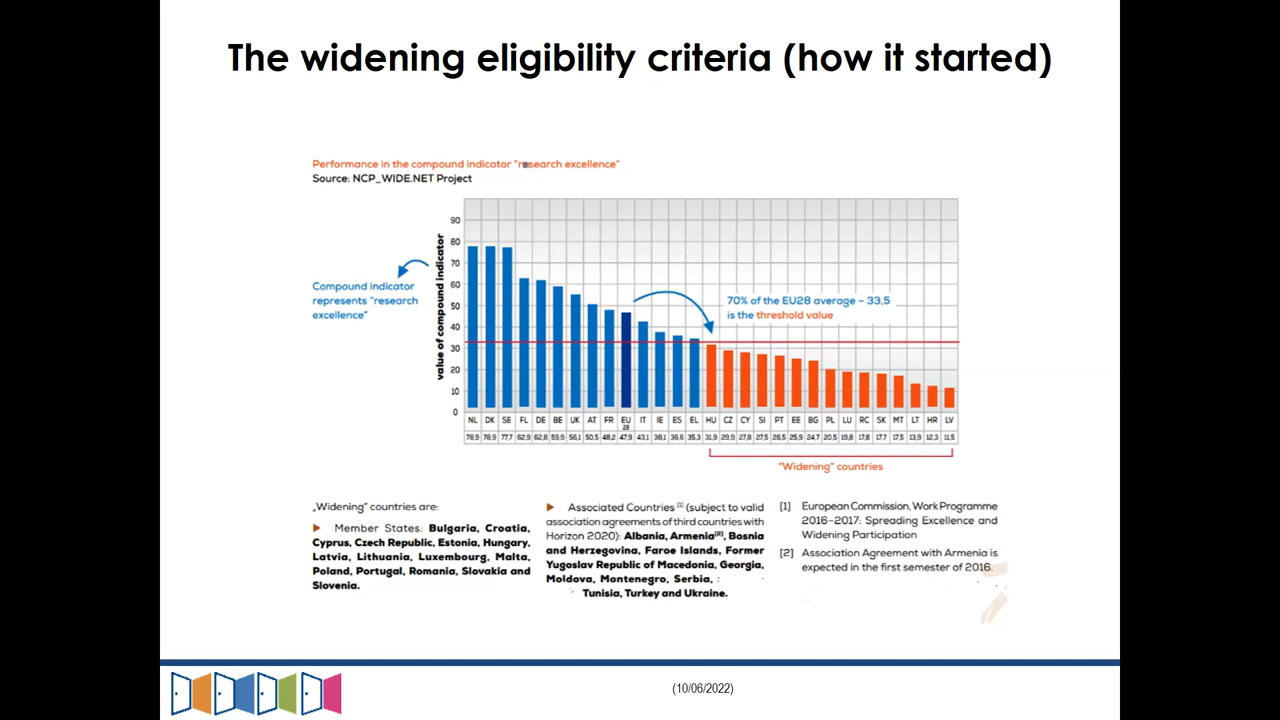 The widening eligibility criteria (how it started)
Performance in the compound indicator "research excellence"
Source: NCP_WIDE.NET Project
value of compound indicator
90
80
70
60
50
40
30
20
10
0
Compound indicator
represents "research
excellence"
70% of the EU28 average – 33.5
is the threshold value
NL DK SE FL DE BE UK AT FR EU 28 IT IE ES EL HU CZ CY SI PT EE BG PL LU RC SK MT LT HR LV
78,9 78,9 77,7 62,9 62,8 59,9 56,1 50,5 48,2 47,9 43,1 38,1 36,6 35,3 31,9 29,9 27,8 27,5 26,5 25,9 24,7 20,5 19,8 17,8 17,7 17,5 13,9 12,3 11,5
"Widening" countries
„Widening" countries are:
► Member States: Bulgaria, Croatia,
Cyprus, Czech Republic, Estonia, Hungary,
Latvia, Lithuania, Luxembourg, Malta,
Poland, Portugal, Romania, Slovakia and
Slovenia.
► Associated Countries [1] (subject to valid
association agreements of third countries with
Horizon 2020): Albania, Armenia[2], Bosnia
and Herzegovina, Faroe Islands, Former
Yugoslav Republic of Macedonia, Georgia,
Moldova, Montenegro, Serbia,
Tunisia, Turkey and Ukraine.
[1] European Commission, Work Programme
2016–2017: Spreading Excellence and
Widening Participation
[2] Association Agreement with Armenia is
expected in the first semester of 2016.
(10/06/2022)